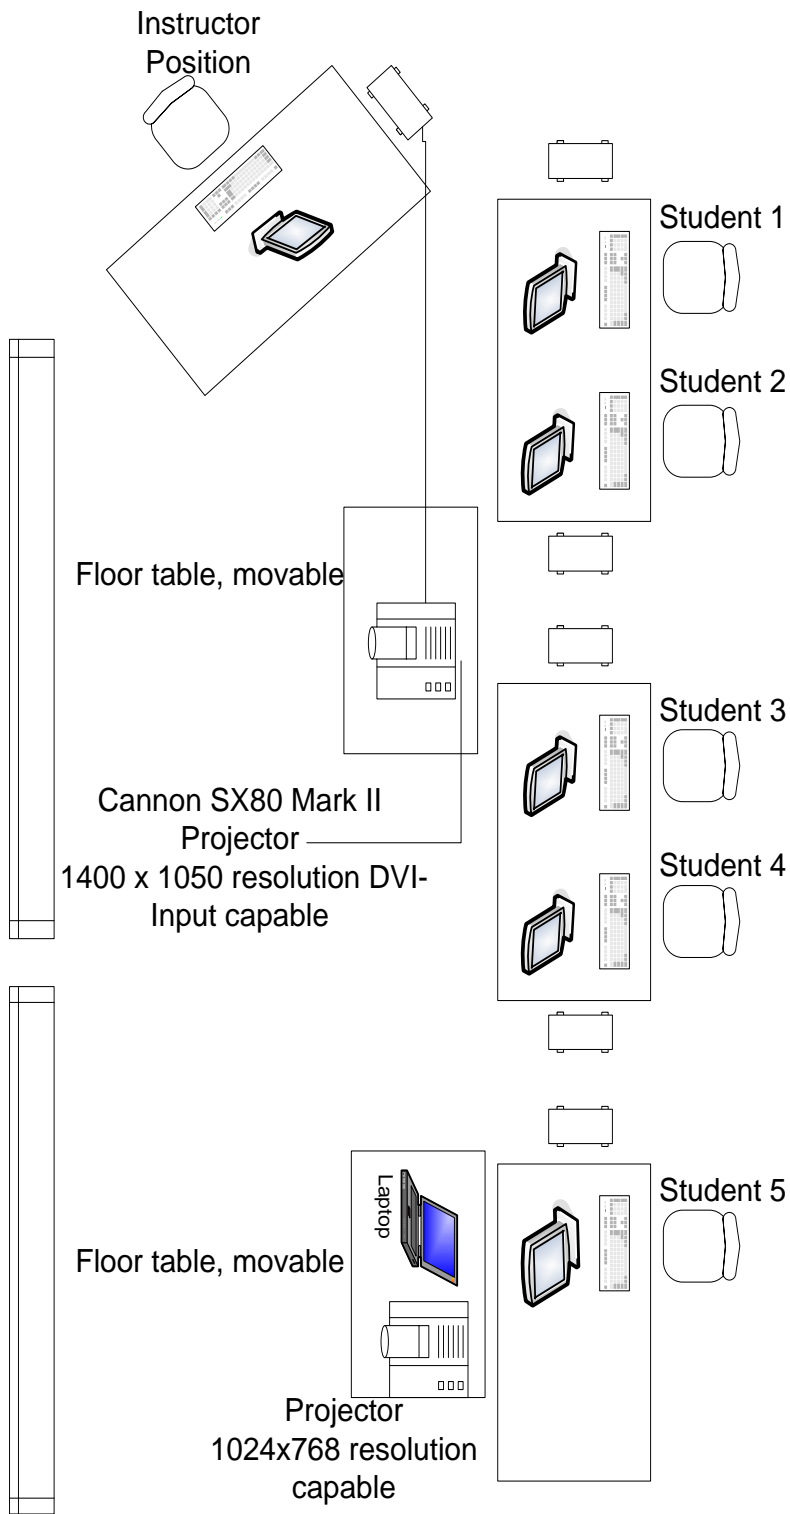 Instructor
Position
Student 1
Student 2
Floor table, movable
Student 3
Cannon SX80 Mark II
Projector
1400 x 1050 resolution DVI-
Input capable
Student 4
Laptop
Student 5
Floor table, movable
Projector
1024x768 resolution
capable